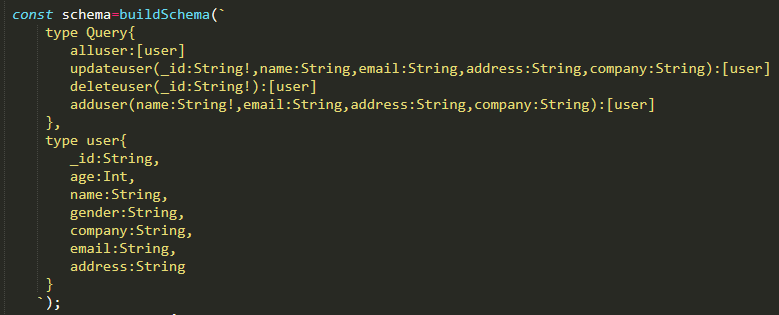 const schema=buildSchema(`
type Query{
alluser:[user]
updateuser(_id:String!,name:String,email:String,address:String,company:String):[user]
deleteuser(_id:String!):[user]
adduser(name:String!,email:String,address:String,company:String):[user]
},
type user{
_id:String,
age:Int,
name:String,
gender:String,
company:String,
email:String,
address:String
}
`);